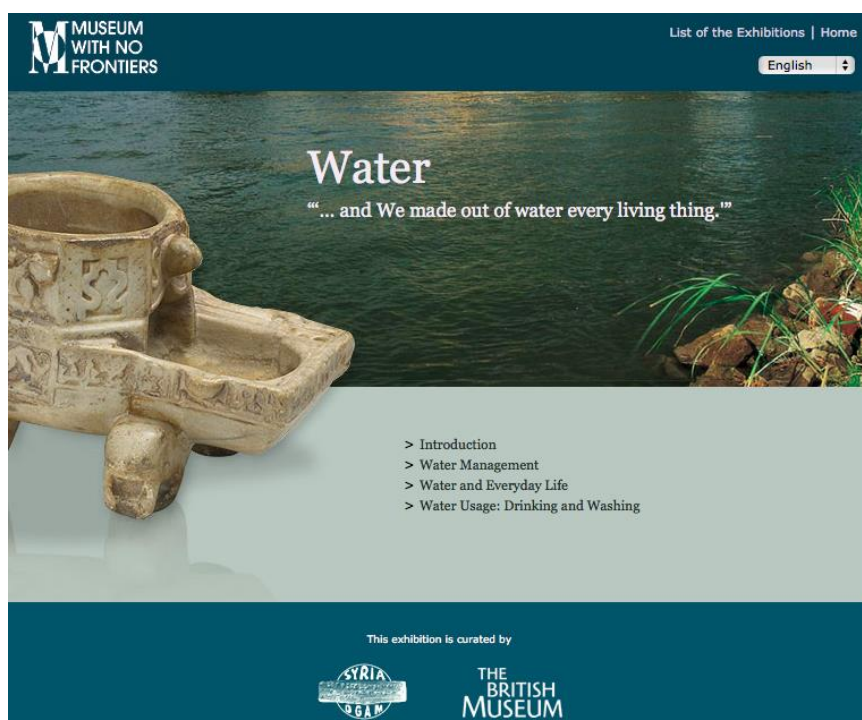 MUSEUM
WITH NO
FRONTIERS
List of the Exhibitions | Home
English
Water
"'... and We made out of water every living thing.'"
> Introduction
> Water Management
> Water and Everyday Life
> Water Usage: Drinking and Washing
This exhibition is curated by
SYRIA
DGAM
THE
BRITISH
MUSEUM